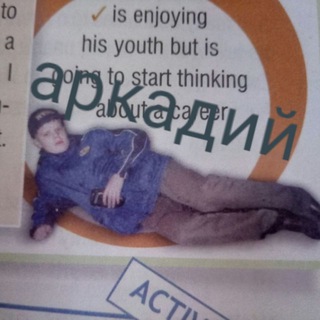 to
a
I
✓ is enjoying
his youth but is
going to start thinking
about a career
аркадий
ACTIV